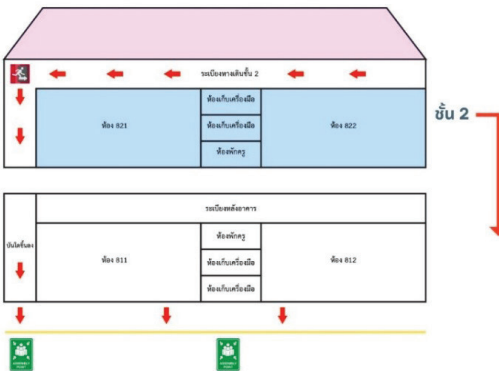 ระเบียงทางเดินชั้น 2
ห้องเก็บเครื่องมือ
ห้อง 821
ห้องเก็บเครื่องมือ
ห้อง 822
ห้องพักครู
ชั้น 2
ระเบียงหลังอาคาร
บันไดขึ้นลง
ห้องพักครู
ห้อง 811
ห้องเก็บเครื่องมือ
ห้อง 812
ห้องเก็บเครื่องมือ